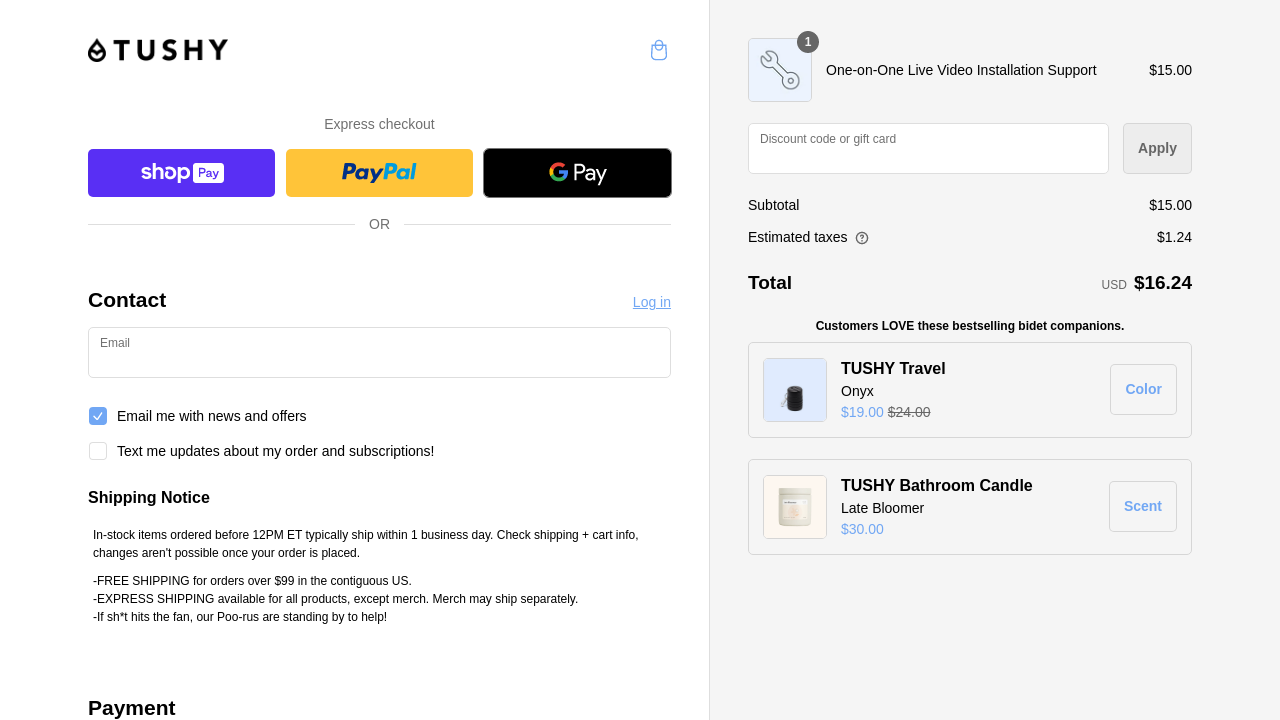 TUSHY
Express checkout
shop Pay
PayPal
G Pay
OR
Contact
Log in
Email
Email me with news and offers
Text me updates about my order and subscriptions!
Shipping Notice
In-stock items ordered before 12PM ET typically ship within 1 business day. Check shipping + cart info,
changes aren't possible once your order is placed.
-FREE SHIPPING for orders over $99 in the contiguous US.
-EXPRESS SHIPPING available for all products, except merch. Merch may ship separately.
-If sh*t hits the fan, our Poo-rus are standing by to help!
Payment
1
One-on-One Live Video Installation Support $15.00
Discount code or gift card
Apply
Subtotal $15.00
Estimated taxes $1.24
Total USD $16.24
Customers LOVE these bestselling bidet companions.
TUSHY Travel
Onyx
$19.00 $24.00
Color
TUSHY Bathroom Candle
Late Bloomer
$30.00
Scent